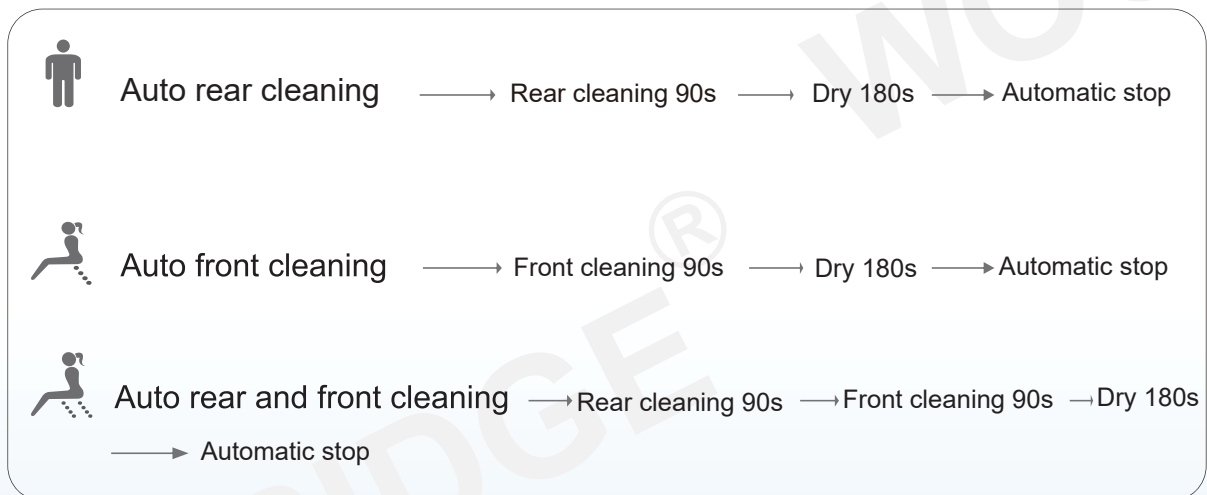 Auto rear cleaning → Rear cleaning 90s → Dry 180s → Automatic stop
Auto front cleaning → Front cleaning 90s → Dry 180s → Automatic stop
Auto rear and front cleaning → Rear cleaning 90s → Front cleaning 90s → Dry 180s
→ Automatic stop